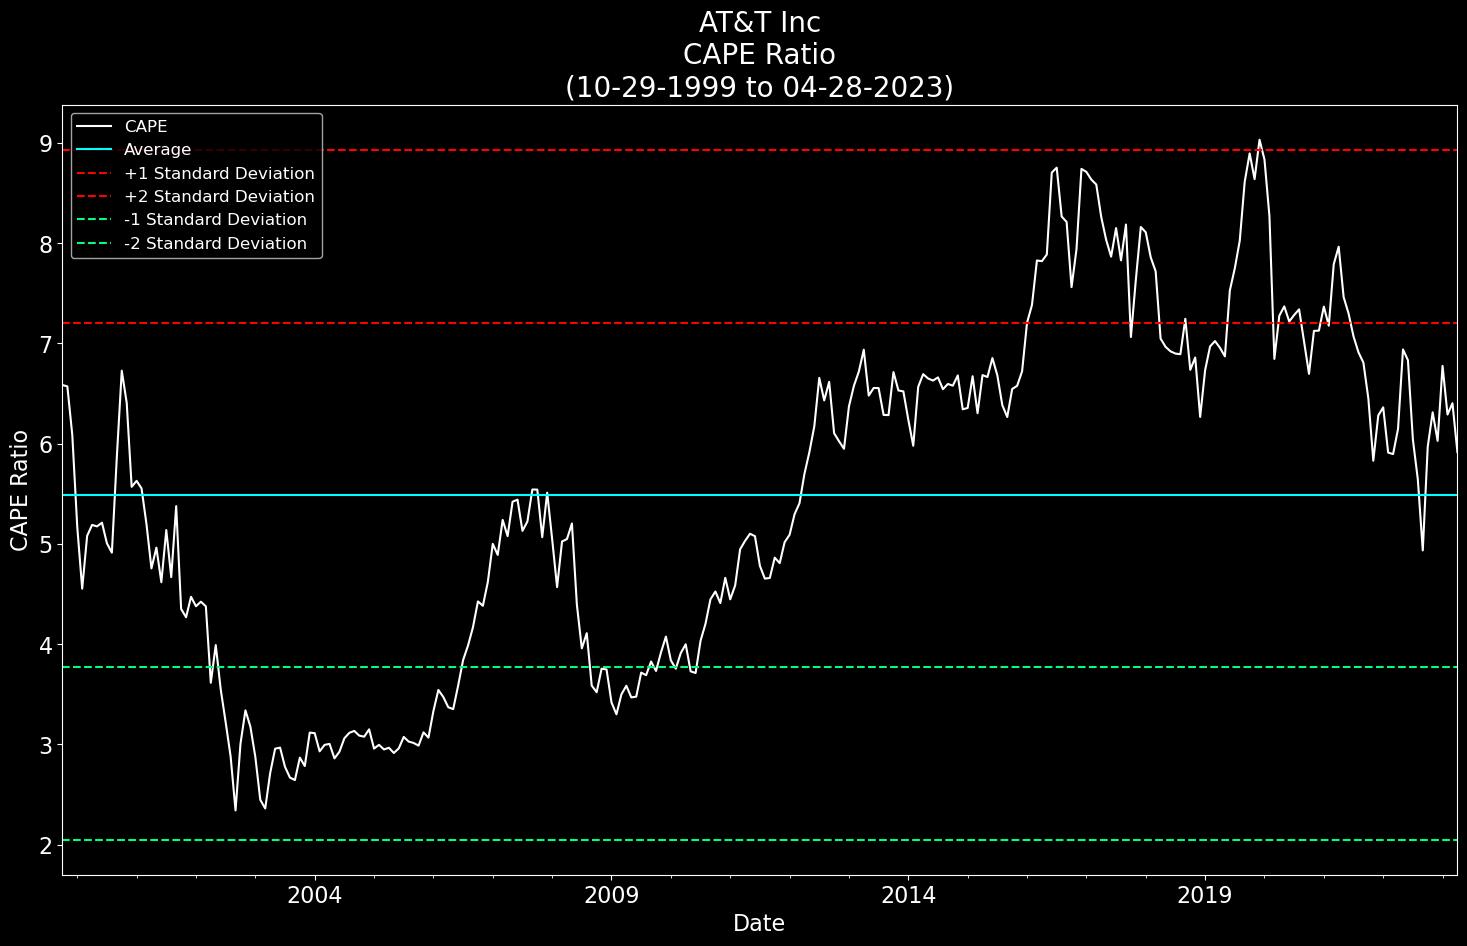 AT&T Inc
CAPE Ratio
(10-29-1999 to 04-28-2023)
CAPE
Average
+1 Standard Deviation
+2 Standard Deviation
-1 Standard Deviation
-2 Standard Deviation
CAPE Ratio
9
8
7
6
5
4
3
2
2004
2009
2014
2019
Date